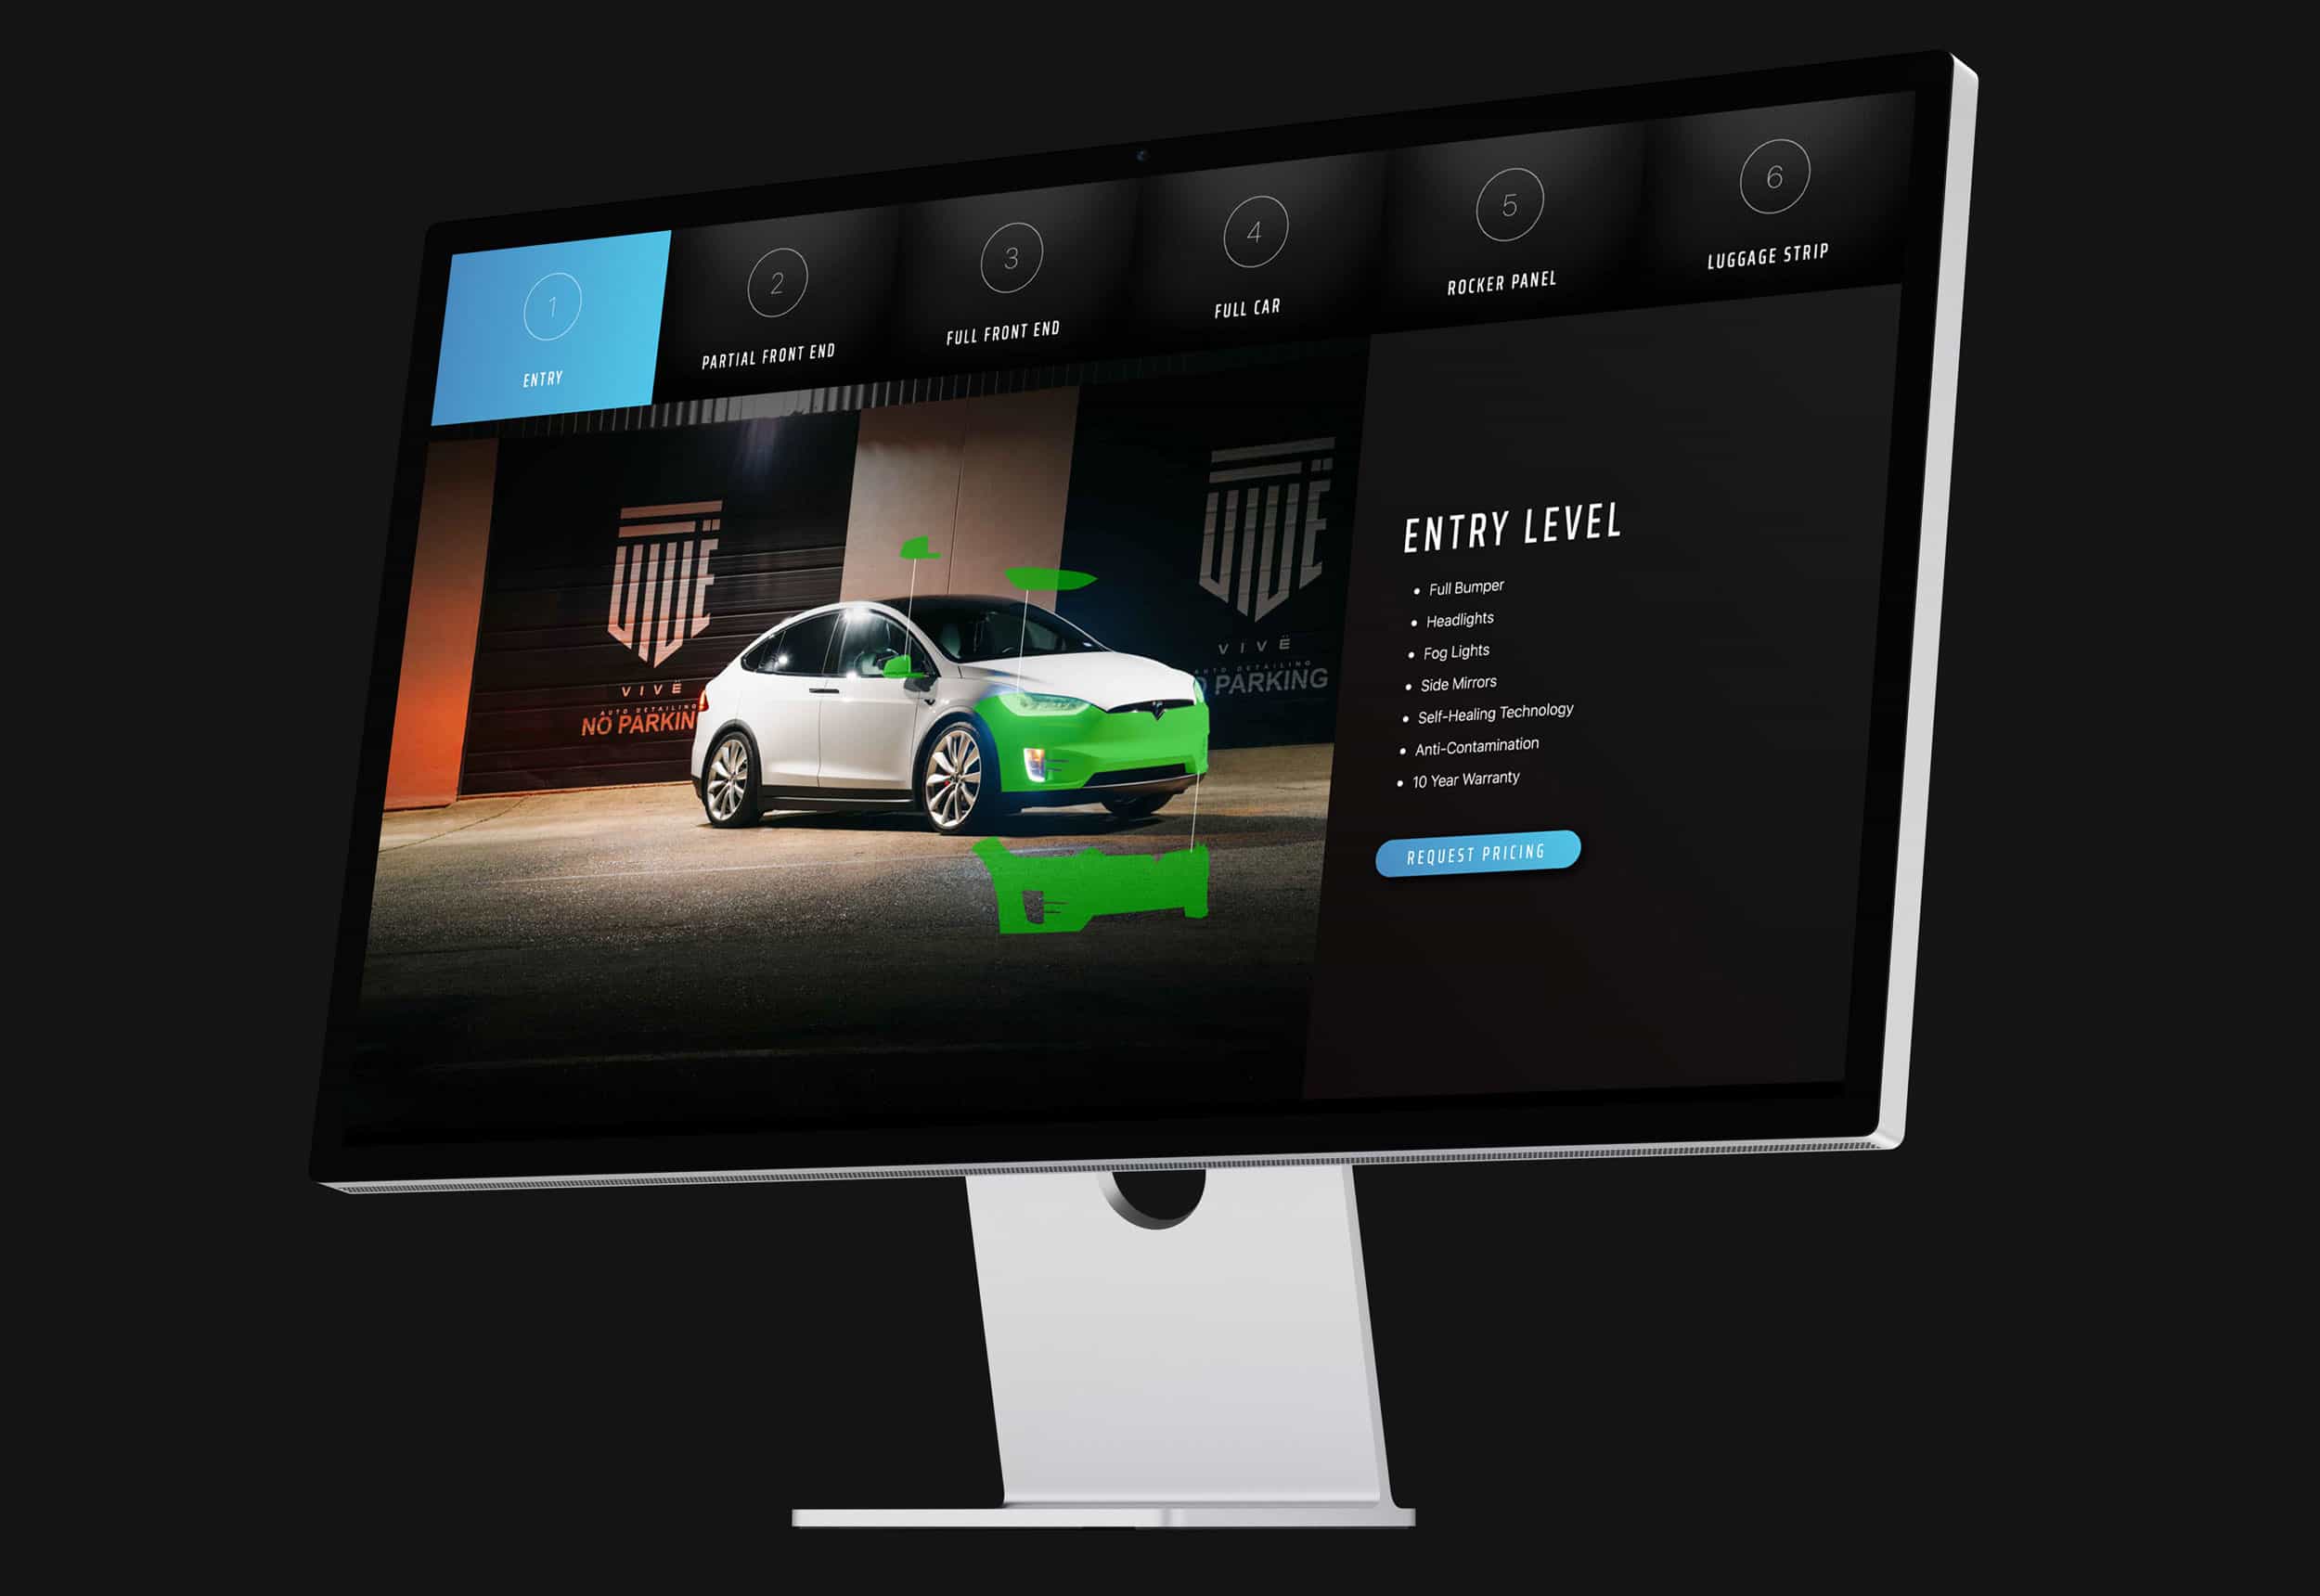 1
ENTRY
2
PARTIAL FRONT END
3
FULL FRONT END
4
FULL CAR
5
ROCKER PANEL
6
LUGGAGE STRIP
VIVË
VIVË
AUTO DETAILING
NO PARKIN
VIVË
VIVË
AUTO DETAILING
PARKING
ENTRY LEVEL
• Full Bumper
• Headlights
• Fog Lights
• Side Mirrors
• Self-Healing Technology
• Anti-Contamination
• 10 Year Warranty
REQUEST PRICING